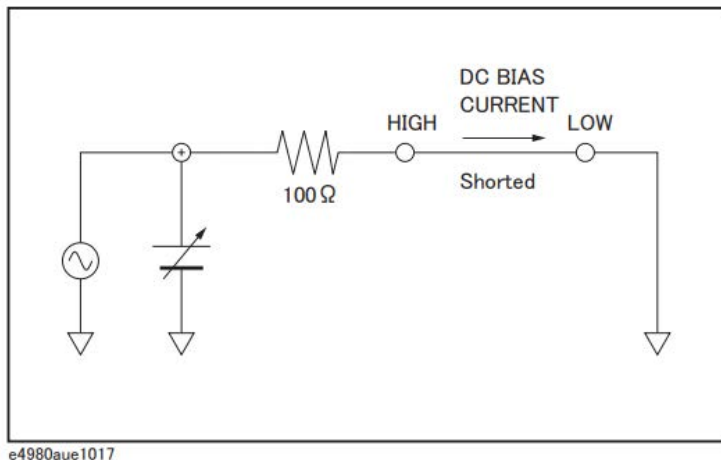 DC BIAS
CURRENT
HIGH
LOW
100Ω
Shorted
e4980aue1017